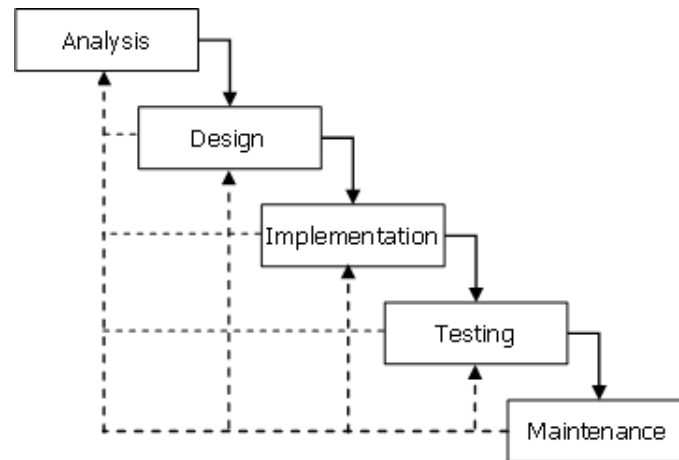 Analysis
Design
Implementation
Testing
Maintenance